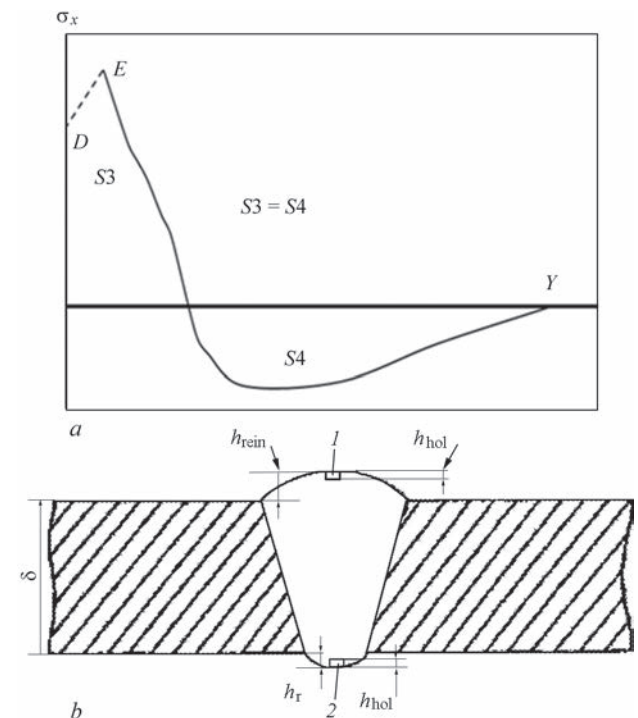 σx
E
D
S3
S3 = S4
Y
S4
a
hrein
1
hhol
δ
hr
2
hhol
b